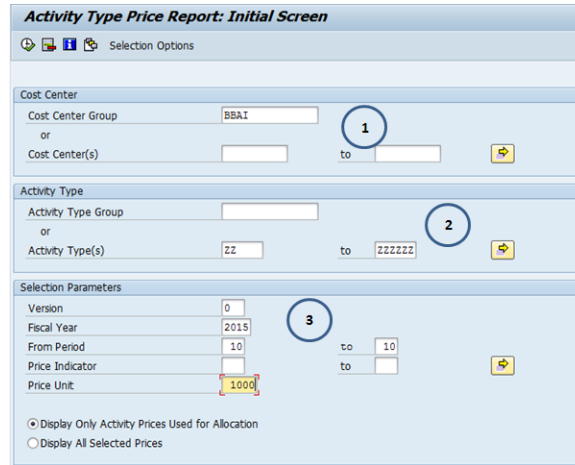 Activity Type Price Report: Initial Screen
Selection Options
Cost Center
Cost Center Group BBAI
or
Cost Center(s) to
1
Activity Type
Activity Type Group
or
2
Activity Type(s) ZZ to ZZZZZZ
Selection Parameters
Version 0
3
Fiscal Year 2015
From Period 10 to 10
Price Indicator to
Price Unit 1000
Display Only Activity Prices Used for Allocation
Display All Selected Prices